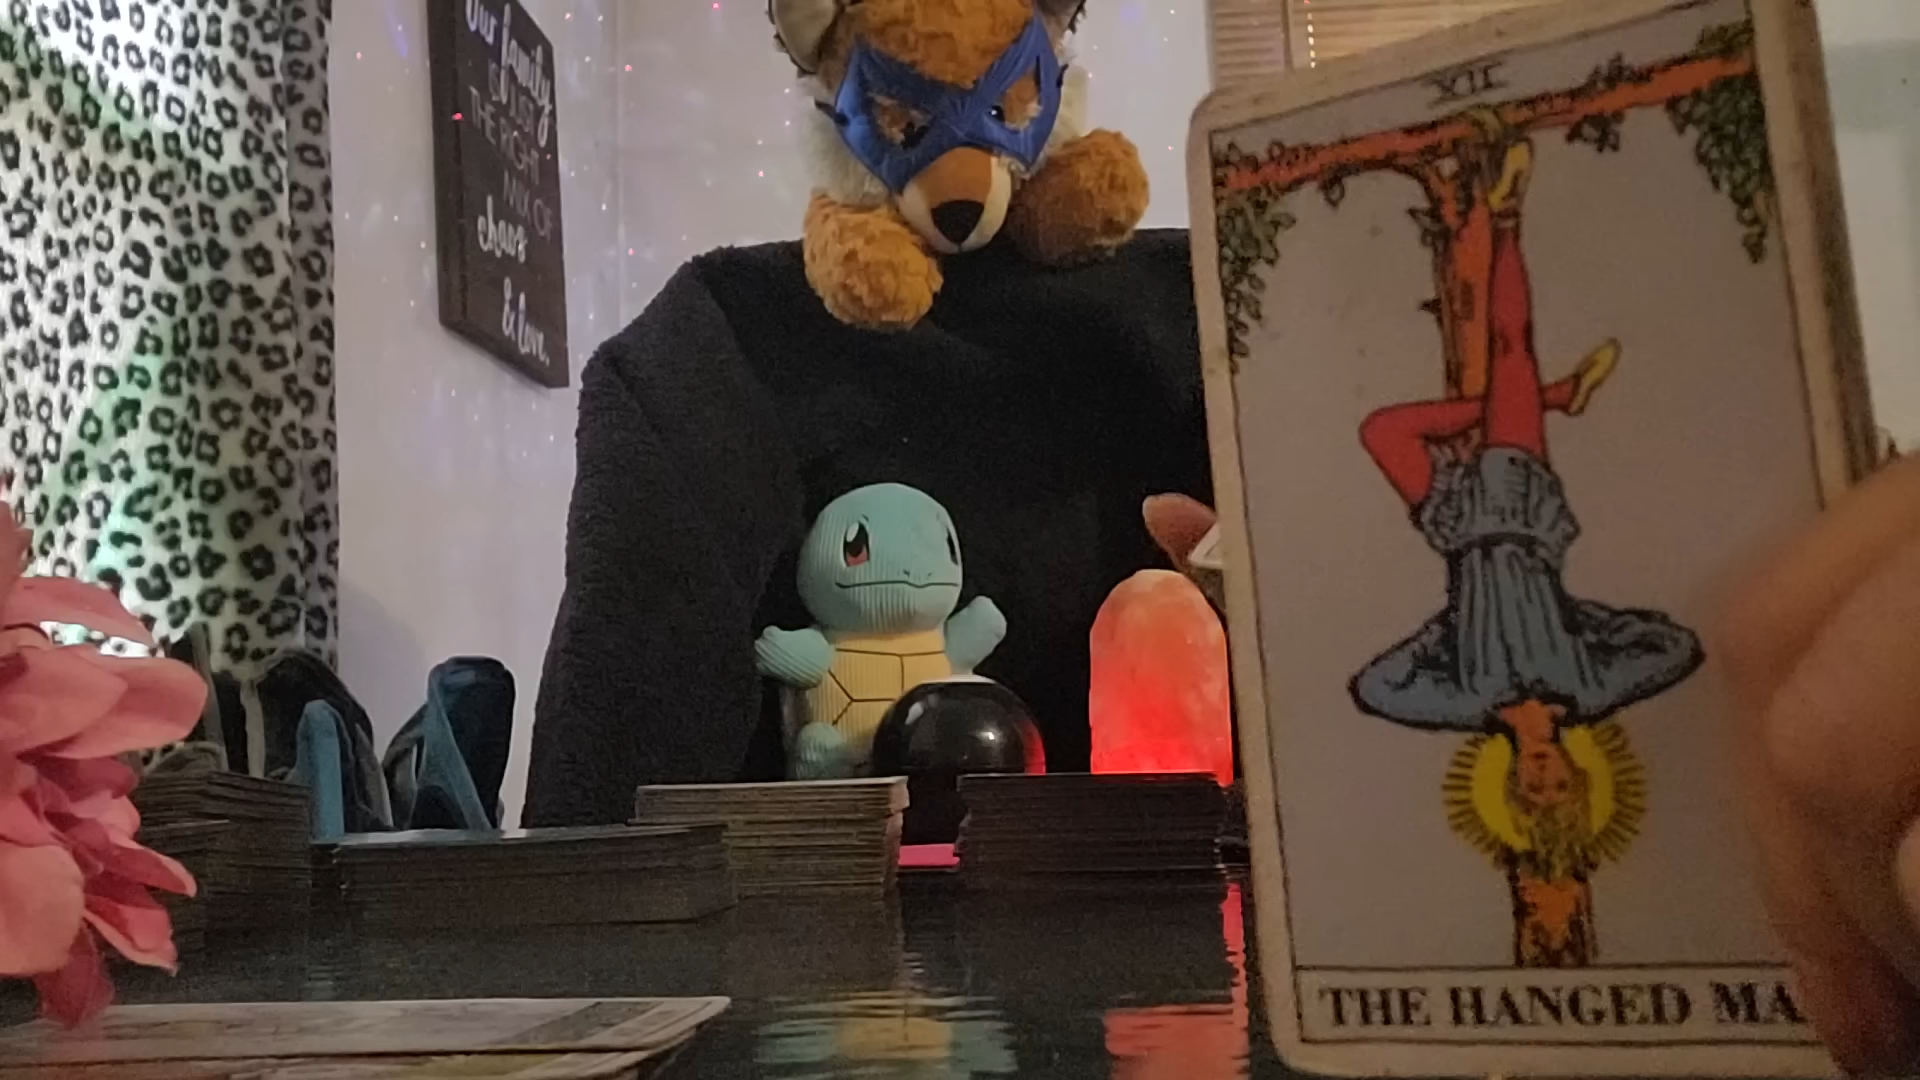 Our family
IS JUST
THE RIGHT
MIX OF
chaos
& love.
XII
THE HANGED MA